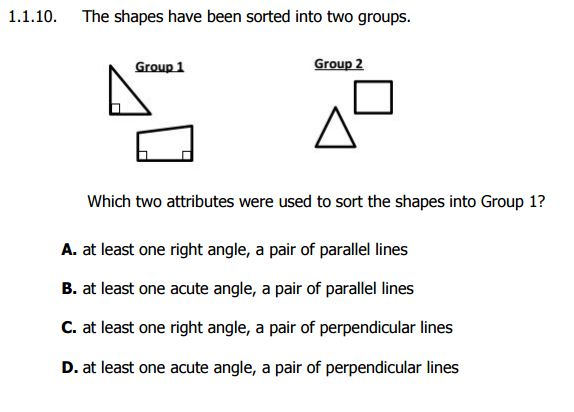 1.1.10. The shapes have been sorted into two groups.
Group 1 Group 2
Which two attributes were used to sort the shapes into Group 1?
A. at least one right angle, a pair of parallel lines
B. at least one acute angle, a pair of parallel lines
C. at least one right angle, a pair of perpendicular lines
D. at least one acute angle, a pair of perpendicular lines